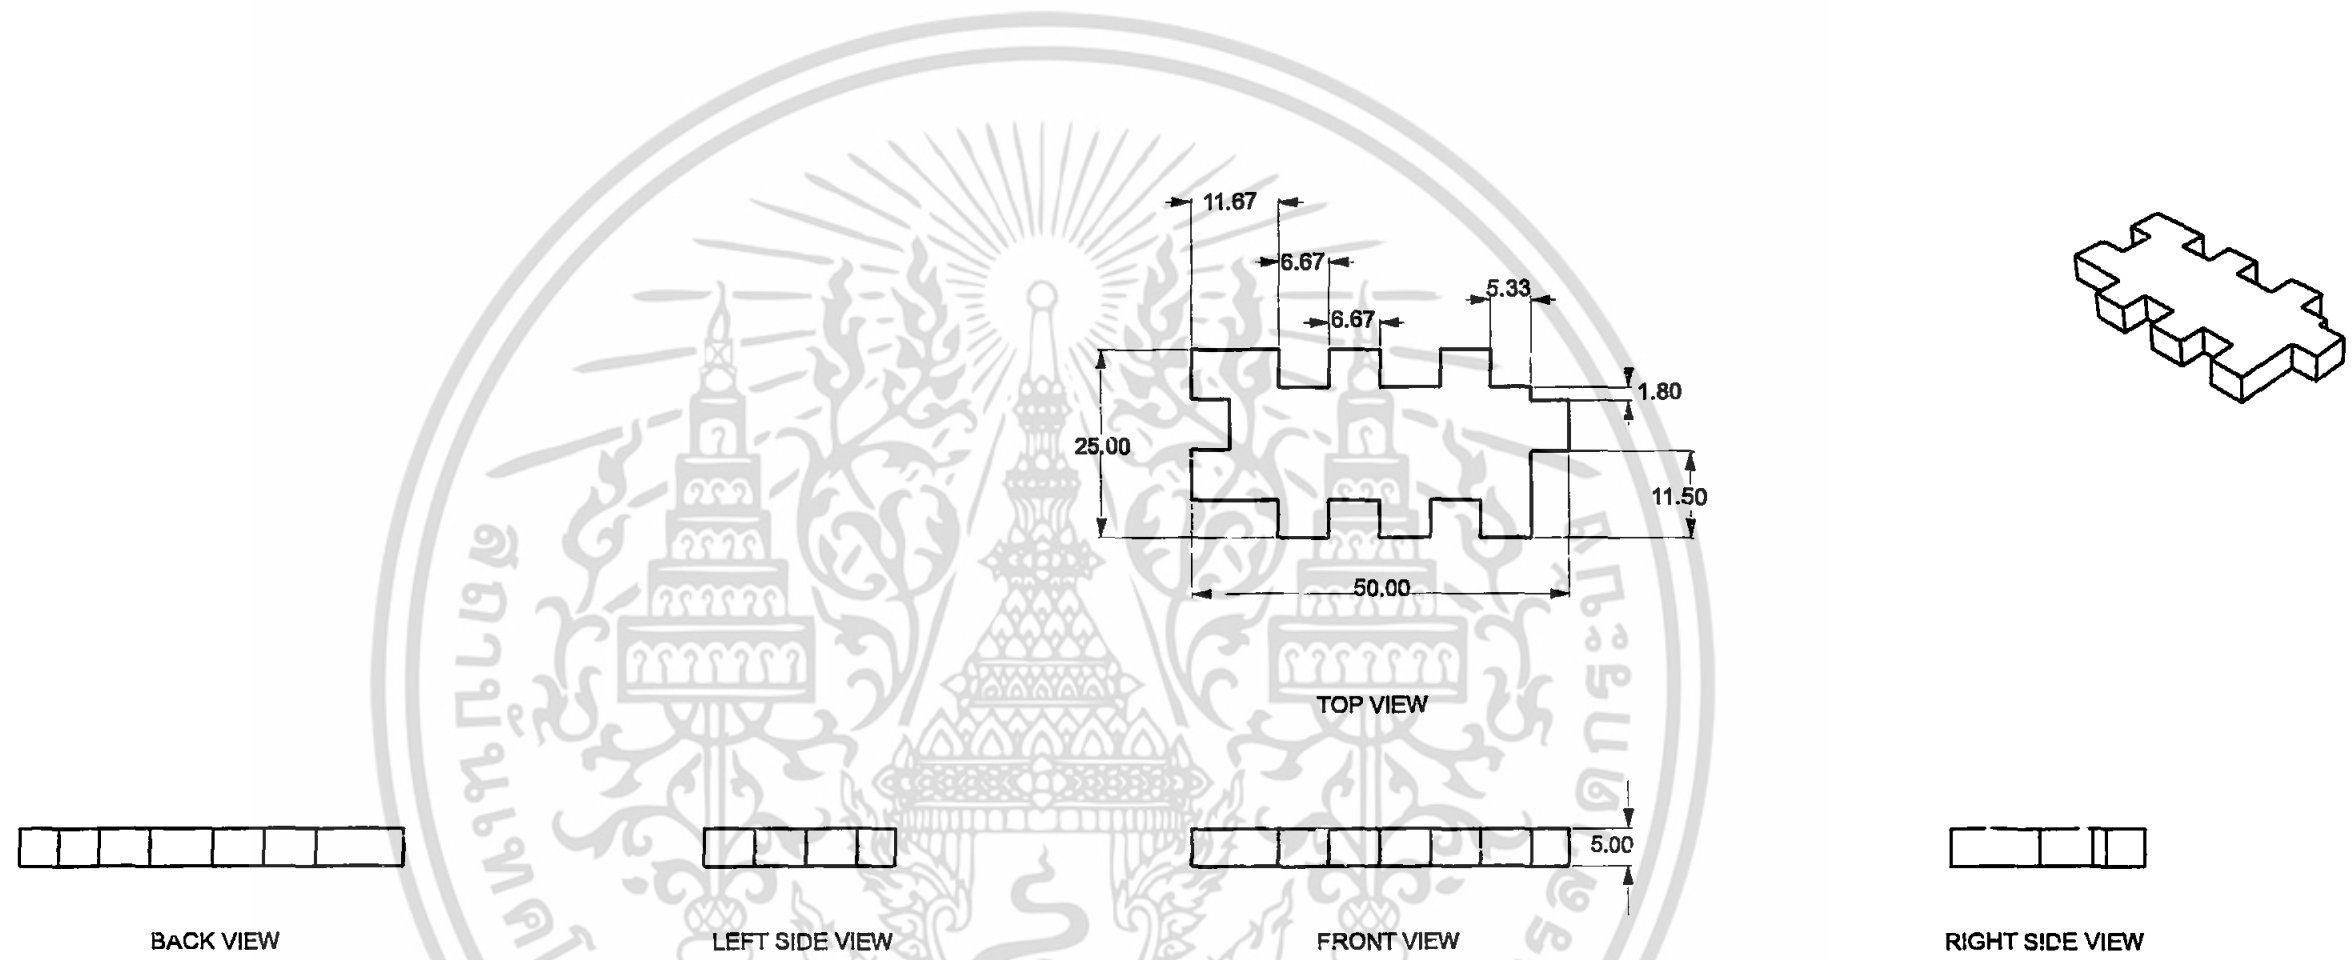 11.67
6.67
5.33
6.67
1.80
25.00
11.50
50.00
TOP VIEW
5.00
BACK VIEW
LEFT SIDE VIEW
FRONT VIEW
RIGHT SIDE VIEW